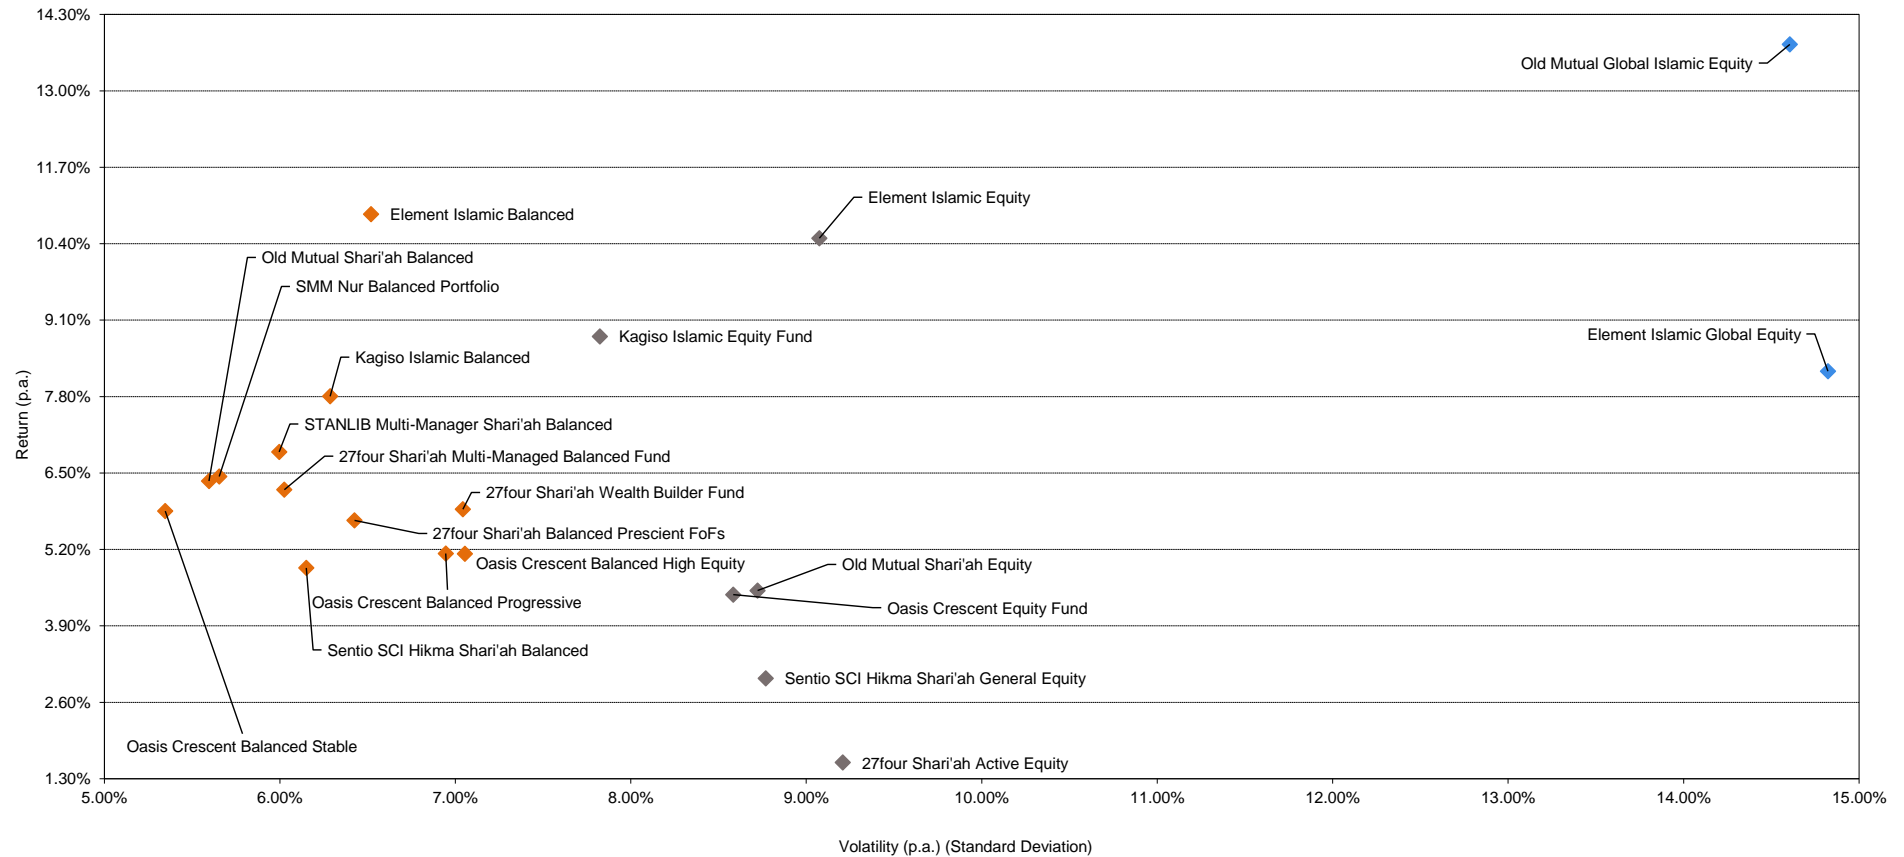 14.30%
Old Mutual Global Islamic Equity
13.00%
11.70%
Element Islamic Equity
Element Islamic Balanced
10.40%
Old Mutual Shari'ah Balanced
SMM Nur Balanced Portfolio
9.10%
Kagiso Islamic Equity Fund
Element Islamic Global Equity
Kagiso Islamic Balanced
7.80%
Return (p.a.)
STANLIB Multi-Manager Shari'ah Balanced
27four Shari'ah Multi-Managed Balanced Fund
6.50%
27four Shari'ah Wealth Builder Fund
27four Shari'ah Balanced Prescient FoFs
5.20%
Oasis Crescent Balanced High Equity
Old Mutual Shari'ah Equity
Oasis Crescent Balanced Progressive
Oasis Crescent Equity Fund
3.90%
Sentio SCI Hikma Shari'ah Balanced
Sentio SCI Hikma Shari'ah General Equity
2.60%
Oasis Crescent Balanced Stable
27four Shari'ah Active Equity
1.30%
5.00% 6.00% 7.00% 8.00% 9.00% 10.00% 11.00% 12.00% 13.00% 14.00% 15.00%
Volatility (p.a.) (Standard Deviation)